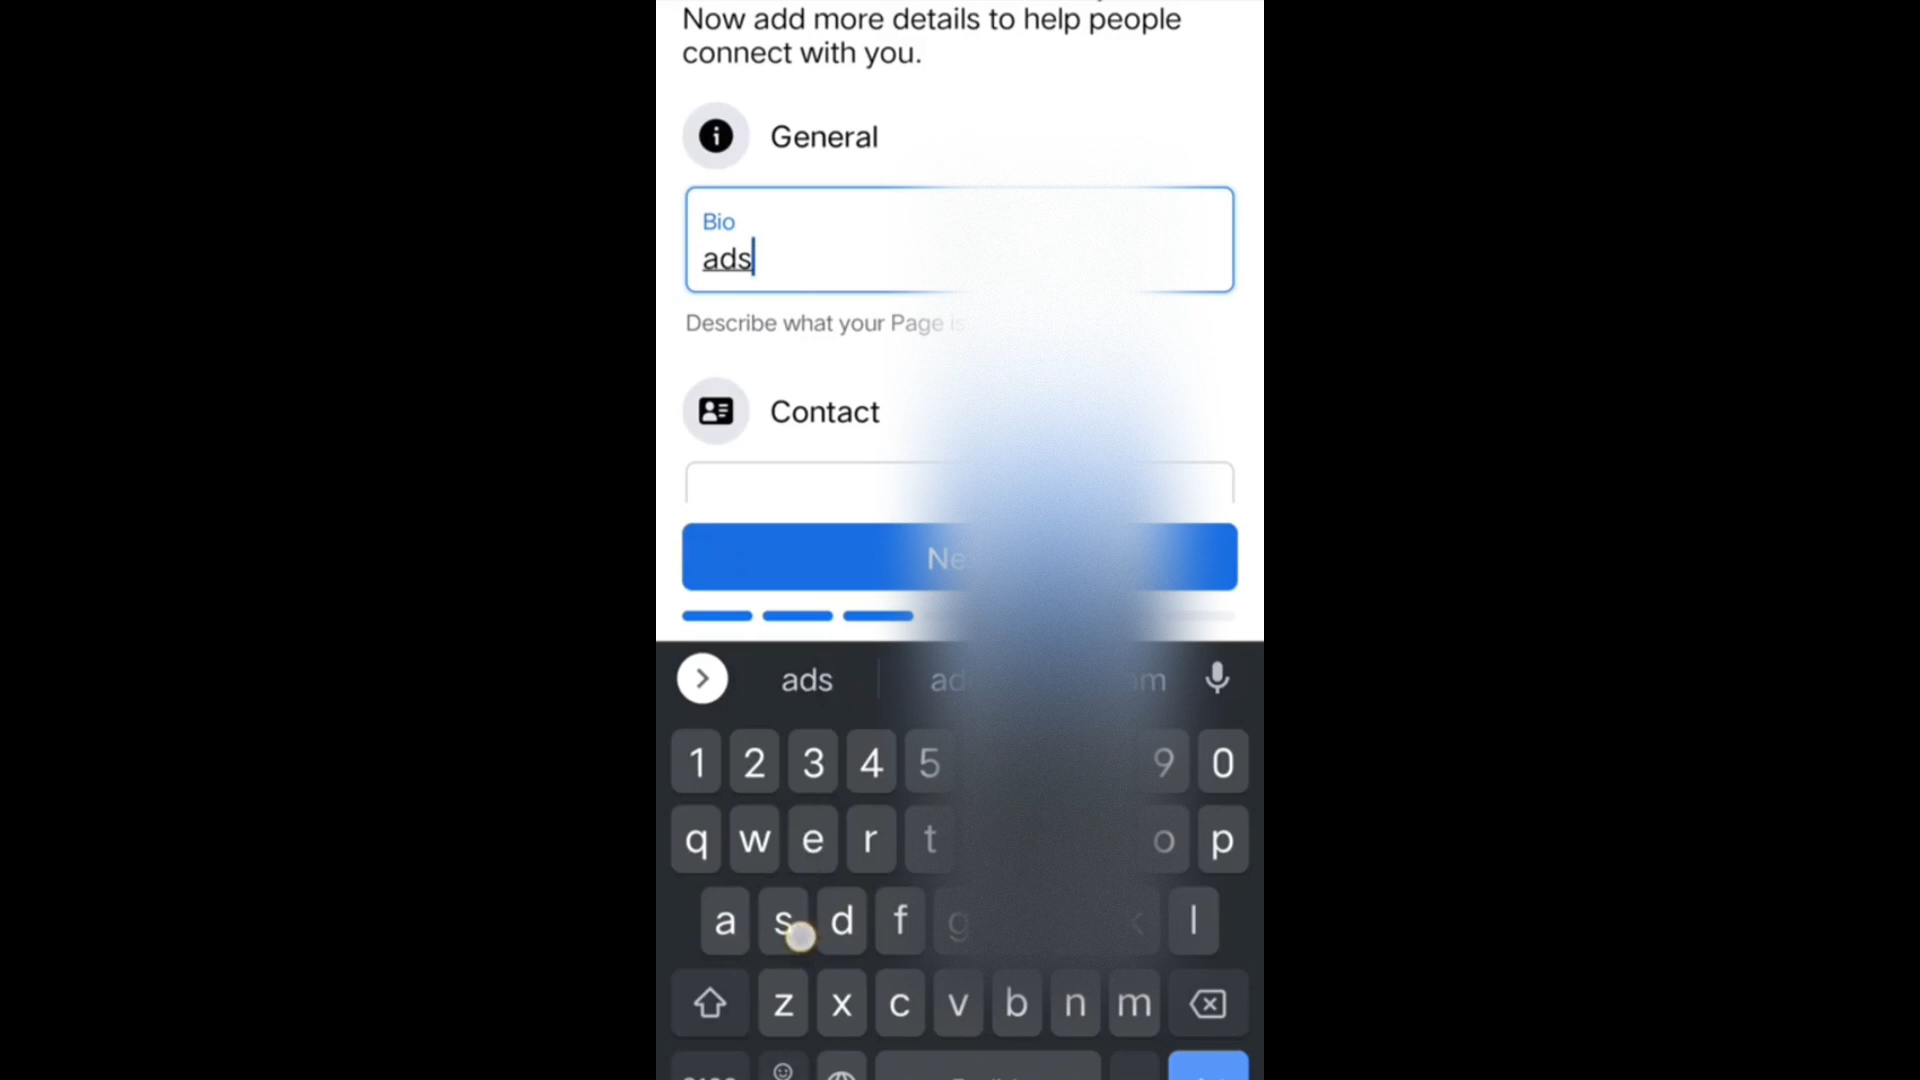 Now add more details to help people
connect with you.
General
Bio
ads
Describe what your Page is
Contact
ads
1 2 3 4 5 9 0
q w e r t o p
a s d f g l
z x c v b n m